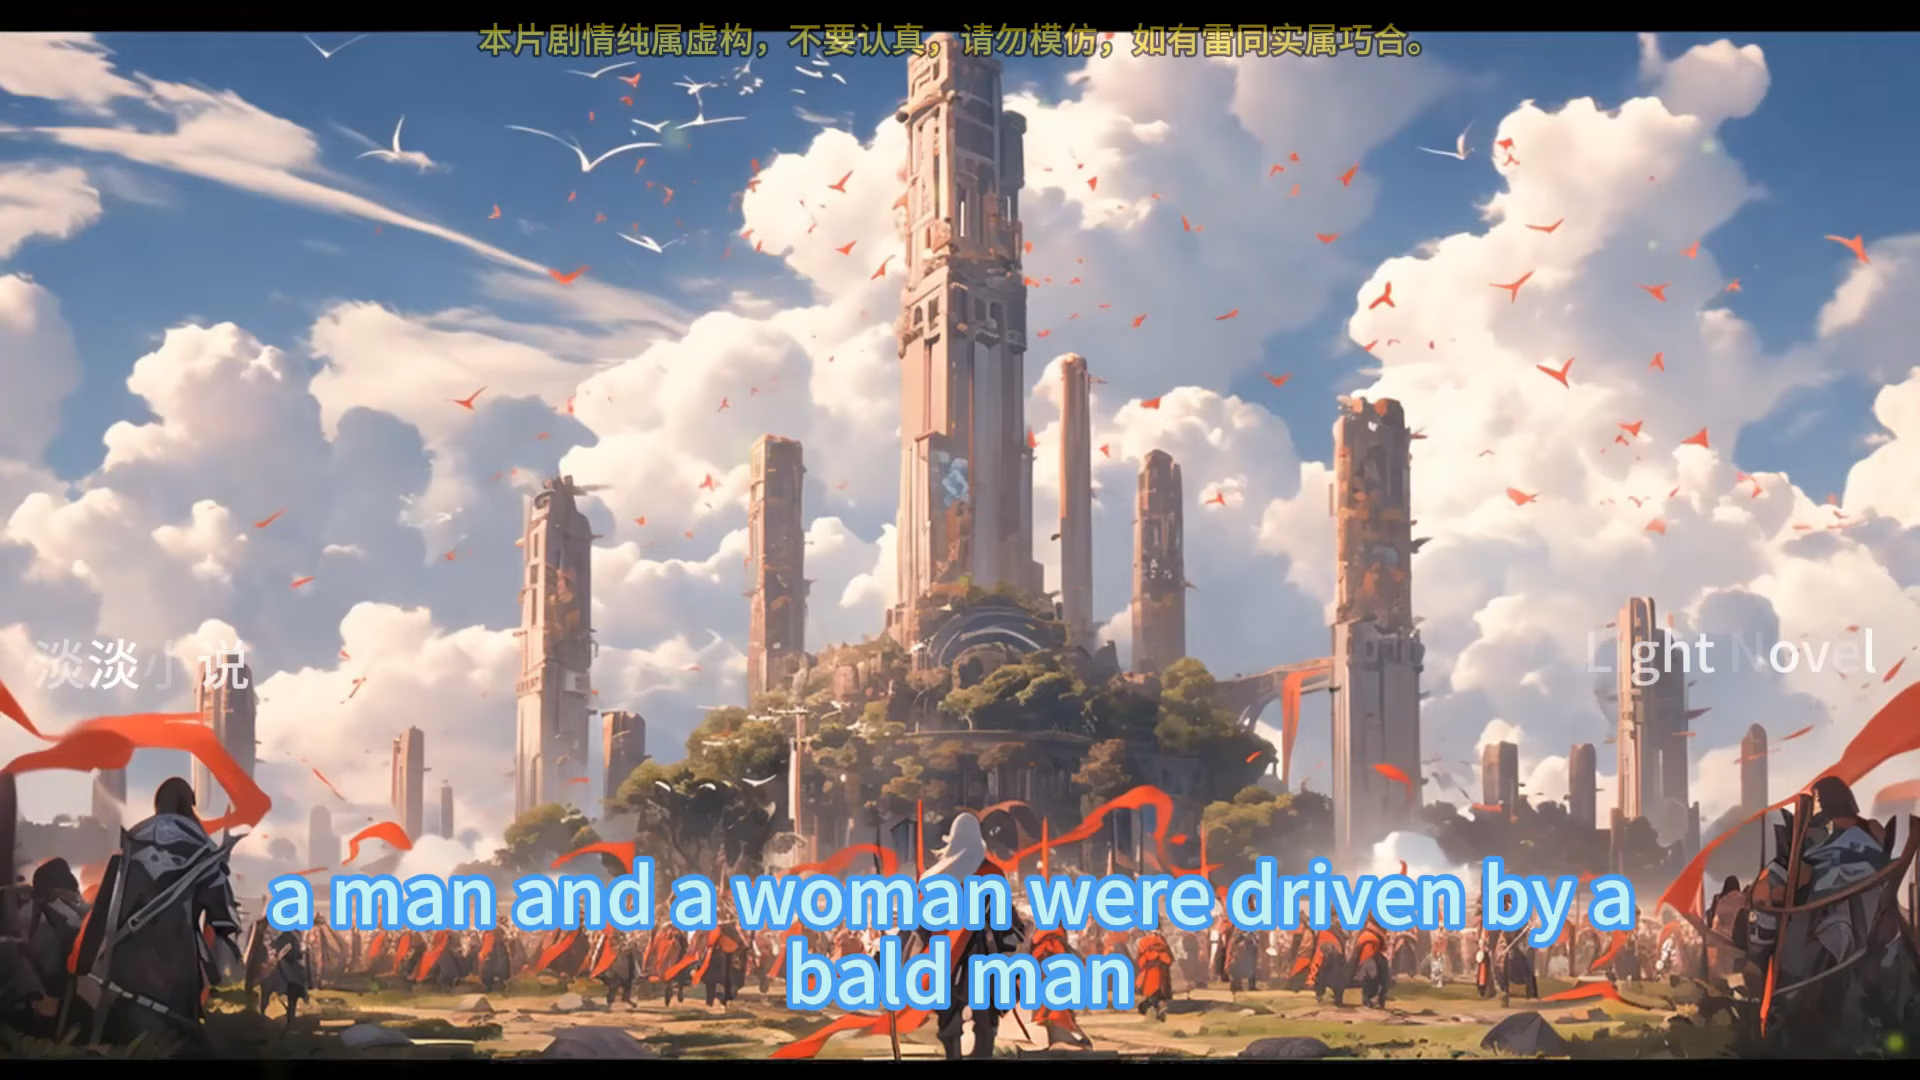 本片剧情纯属虚构，不要认真，请勿模仿，如有雷同实属巧合。
淡淡小说
Light Novel
a man and a woman were driven by a
bald man